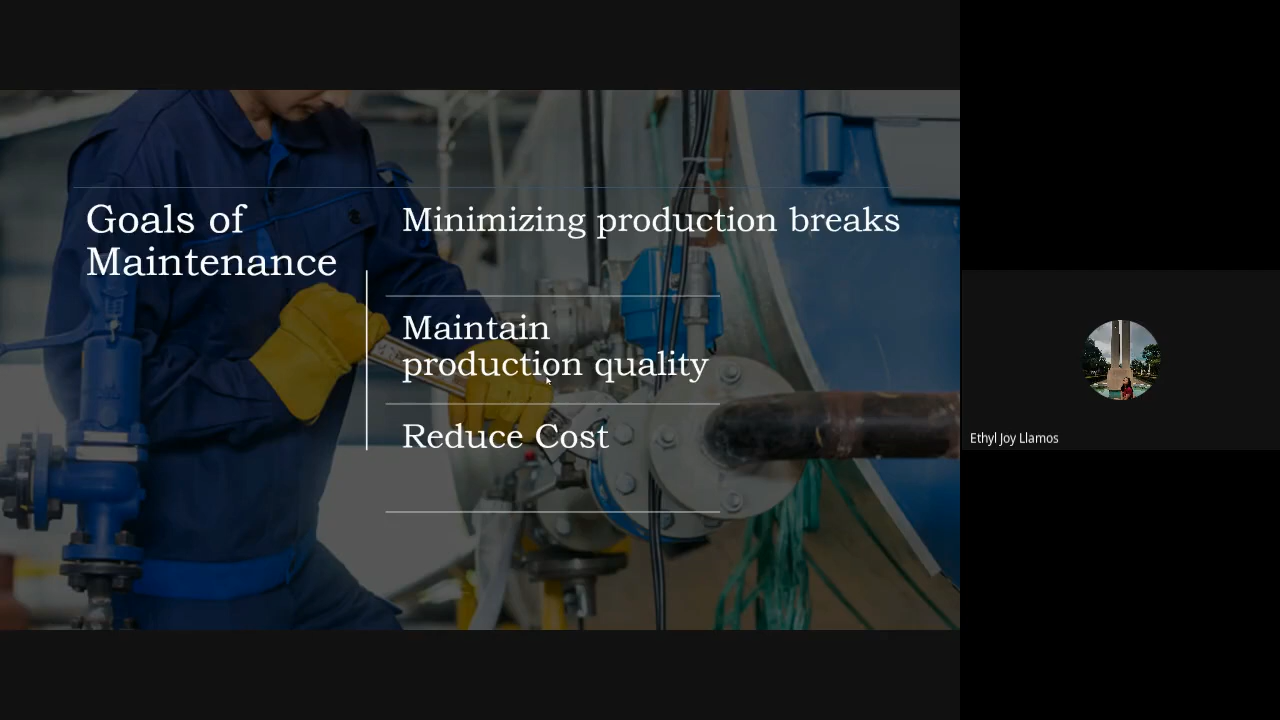 Goals of
Maintenance
Minimizing production breaks
Maintain
production quality
Reduce Cost
Ethyl Joy Llamos